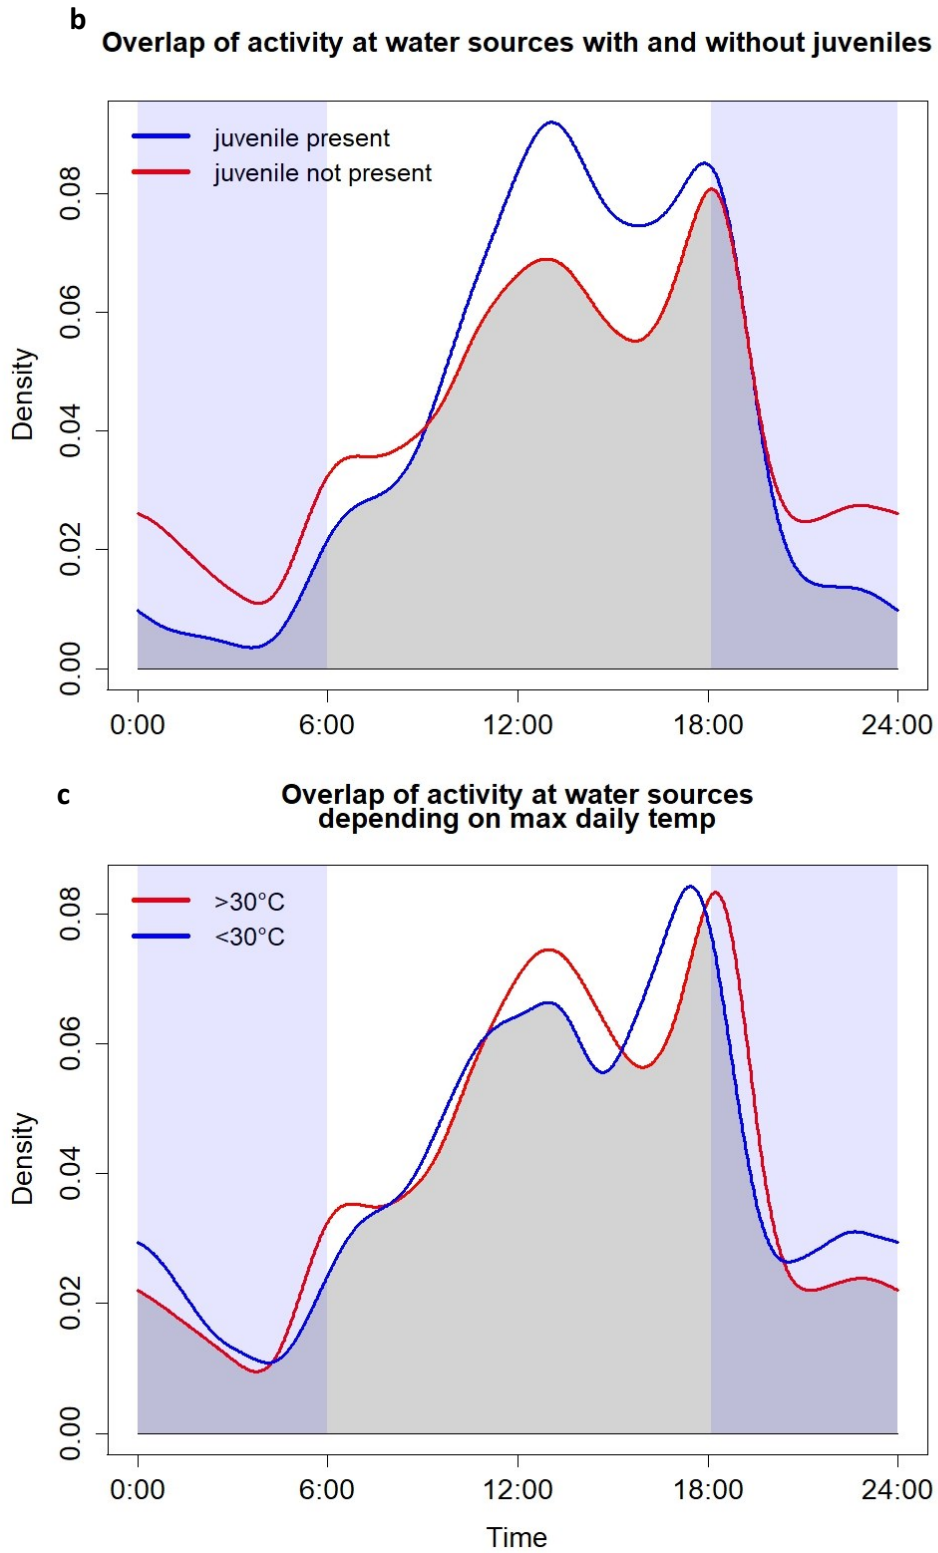 b
Overlap of activity at water sources with and without juveniles
juvenile present
juvenile not present
0.08
0.06
0.04
0.02
0.00
Density
0:00 6:00 12:00 18:00 24:00
c
Overlap of activity at water sources
depending on max daily temp
>30°C
<30°C
0.08
0.06
0.04
0.02
0.00
Density
0:00 6:00 12:00 18:00 24:00
Time